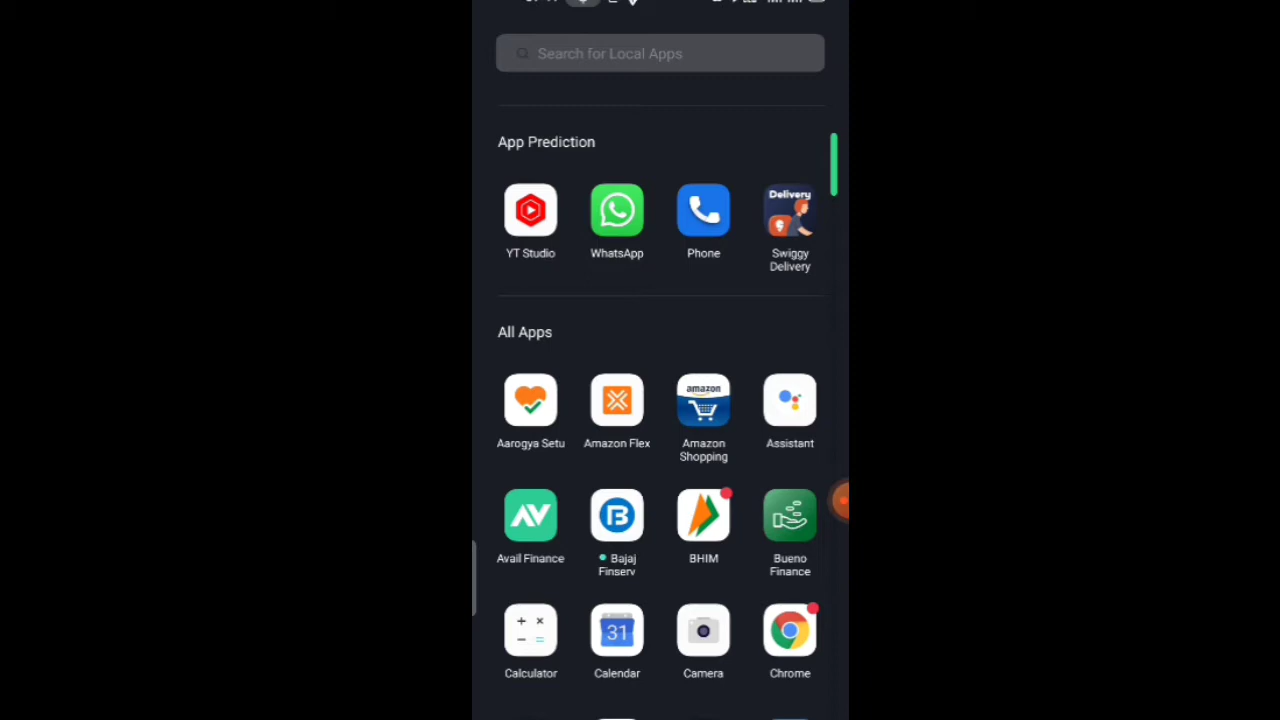 Search for Local Apps
App Prediction
Delivery
YT Studio
WhatsApp
Phone
Swiggy
Delivery
All Apps
amazon
Aarogya Setu
Amazon Flex
Amazon
Shopping
Assistant
Avail Finance
Bajaj
Finserv
BHIM
Bueno
Finance
31
Calculator
Calendar
Camera
Chrome